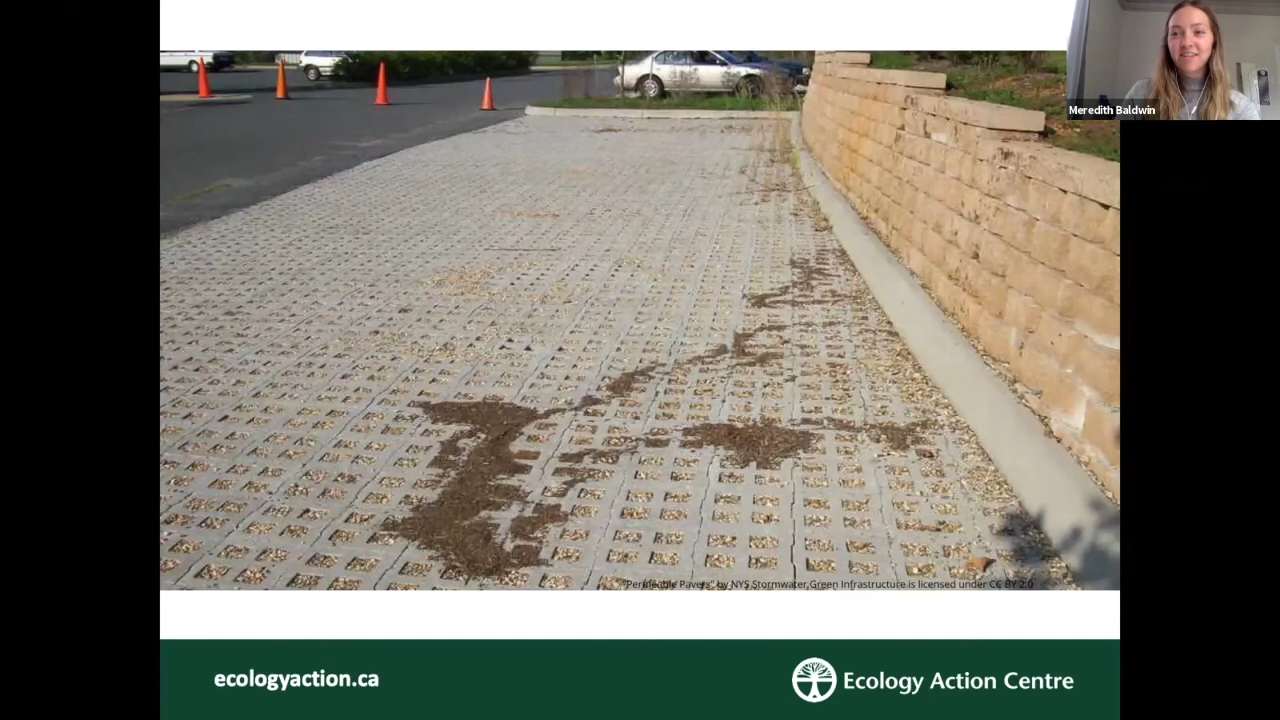 Meredith Baldwin
"Permeable Pavers" by NYS Stormwater Green Infrastructure is licensed under CC BY 2.0
ecologyaction.ca
Ecology Action Centre